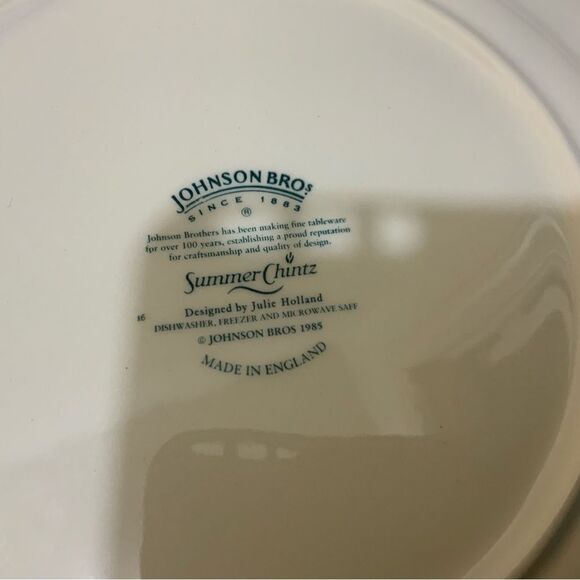 JOHNSON BROS
SINCE 1883
®
Johnson Brothers has been making fine tableware
for over 100 years, establishing a proud reputation
for craftsmanship and quality of design.
Summer Chintz
Designed by Julie Holland
16
DISHWASHER, FREEZER AND MICROWAVE SAFE
© JOHNSON BROS 1985
MADE IN ENGLAND